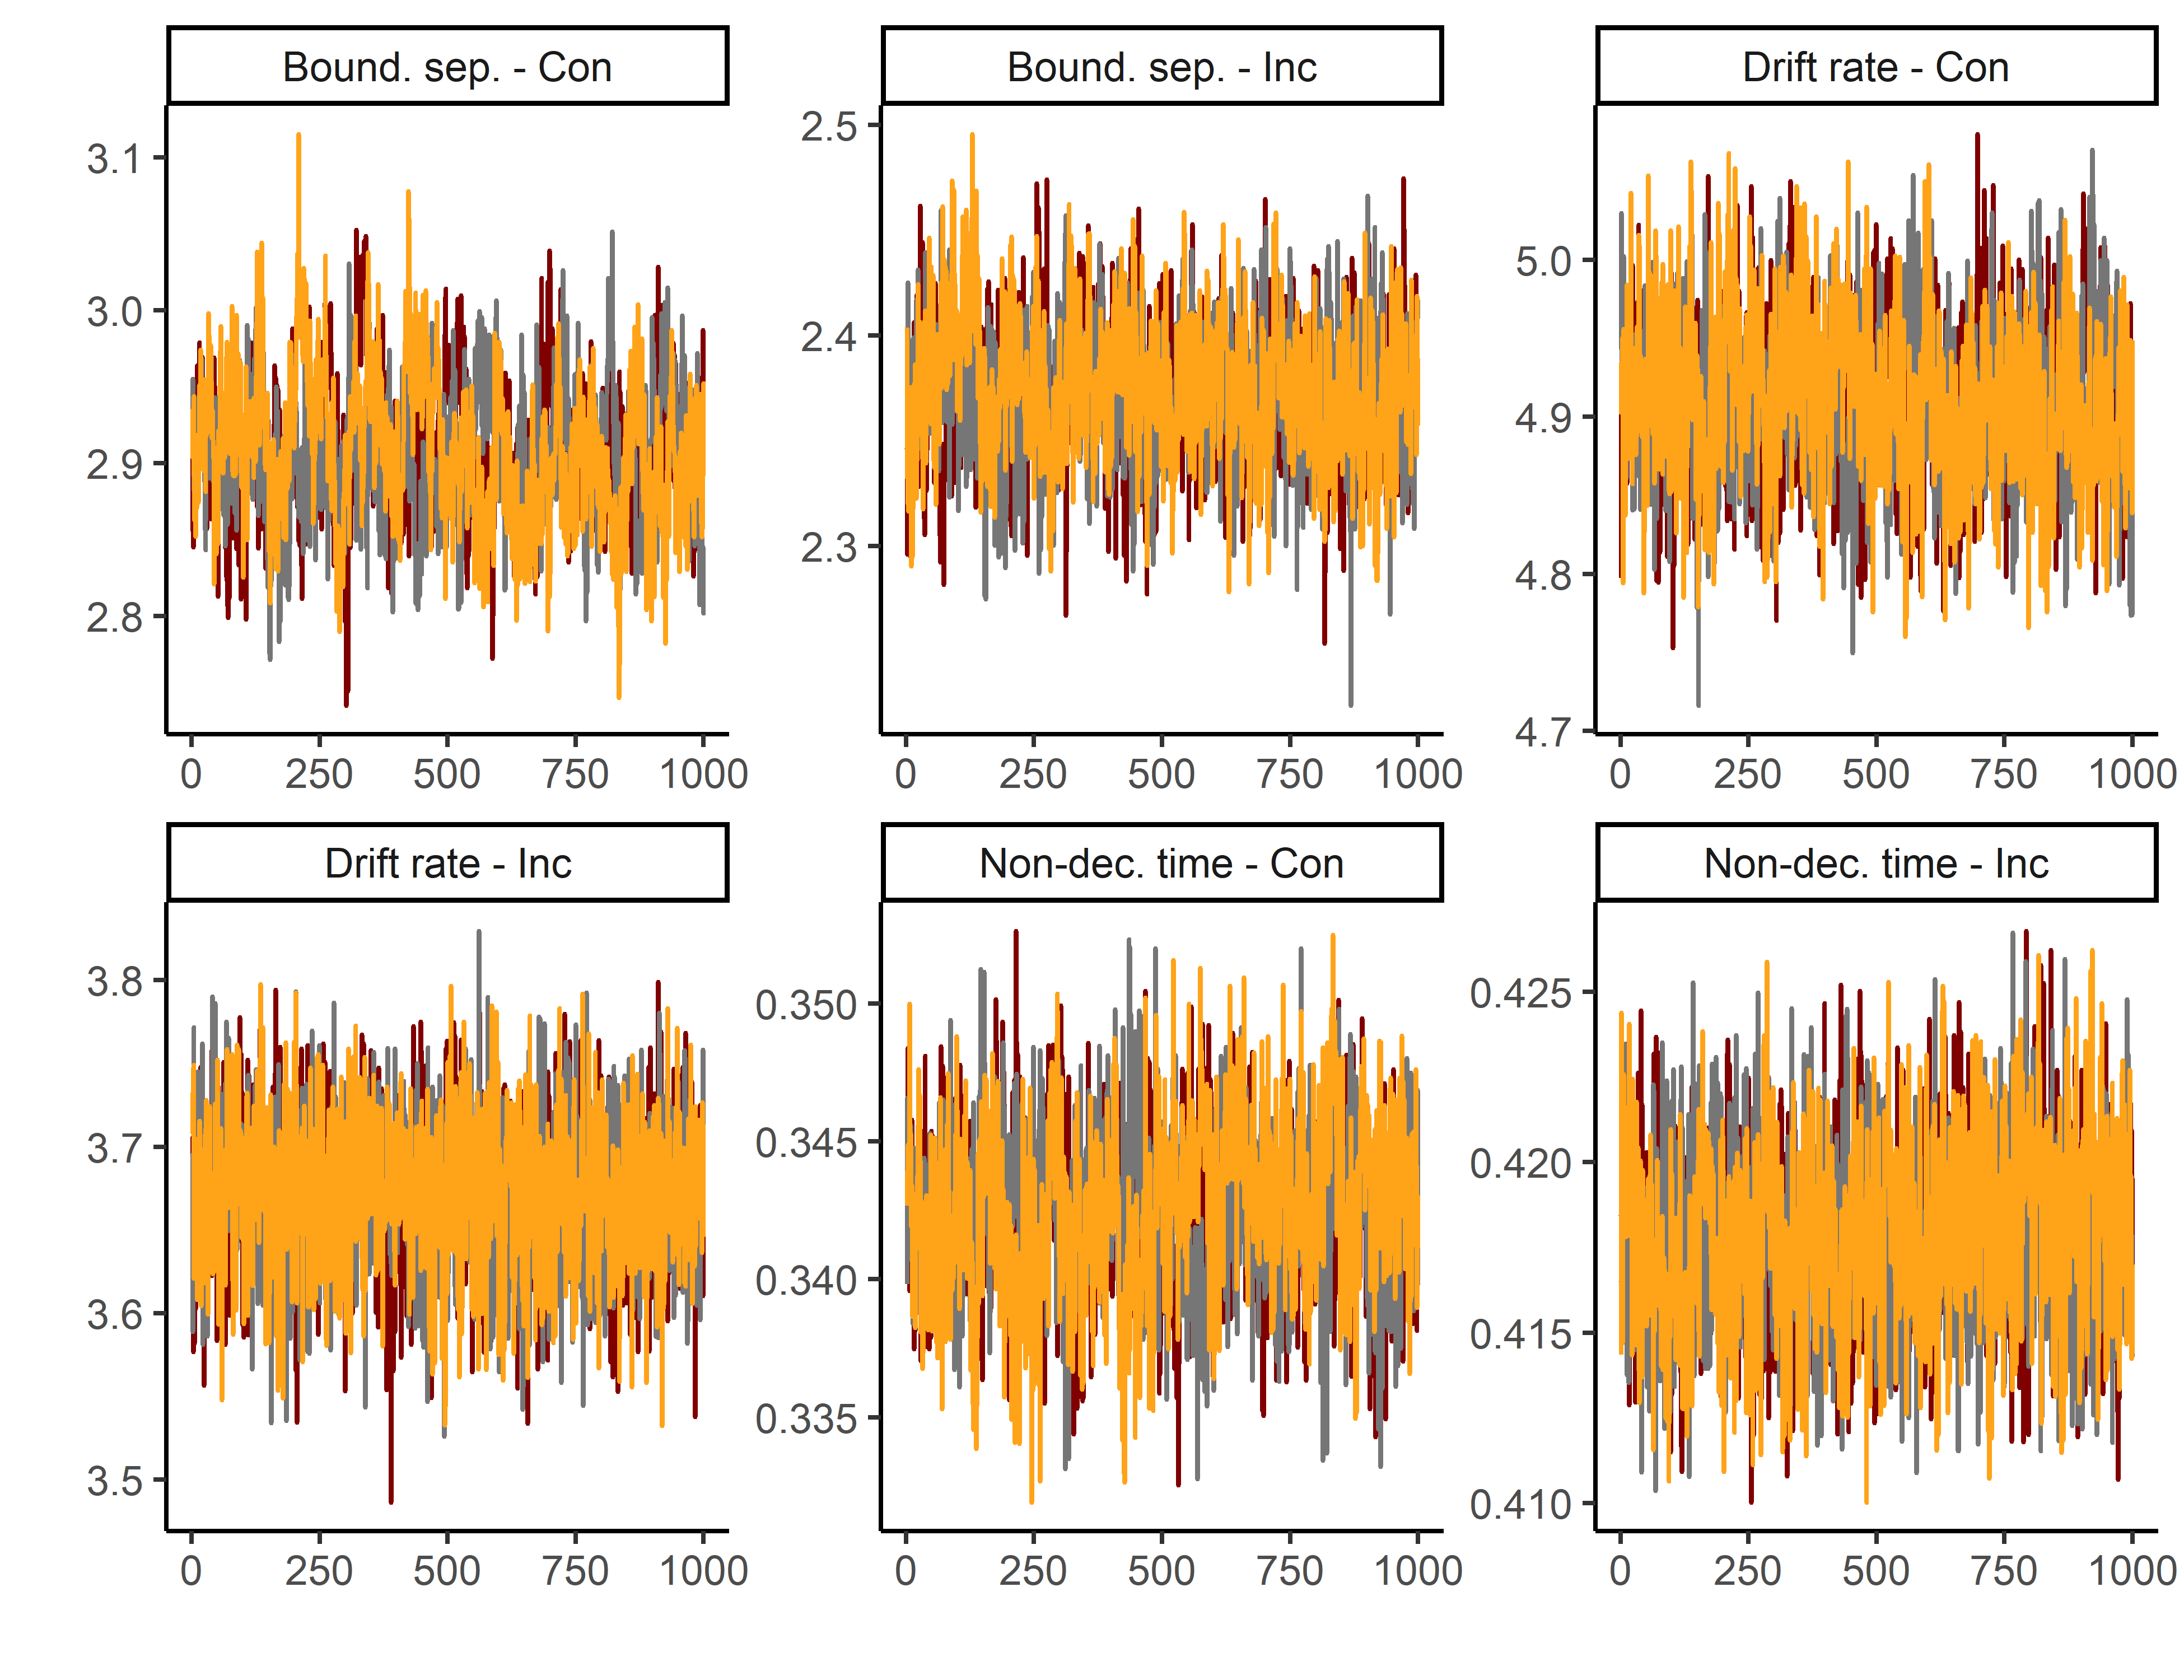 Bound. sep. - Con
Bound. sep. - Inc
Drift rate - Con
3.1
3.0
2.9
2.8
2.5
2.4
2.3
5.0
4.9
4.8
4.7
0 250 500 750 1000
0 250 500 750 1000
0 250 500 750 1000
Drift rate - Inc
Non-dec. time - Con
Non-dec. time - Inc
3.8
3.7
3.6
3.5
0.350
0.345
0.340
0.335
0.425
0.420
0.415
0.410
0 250 500 750 1000
0 250 500 750 1000
0 250 500 750 1000